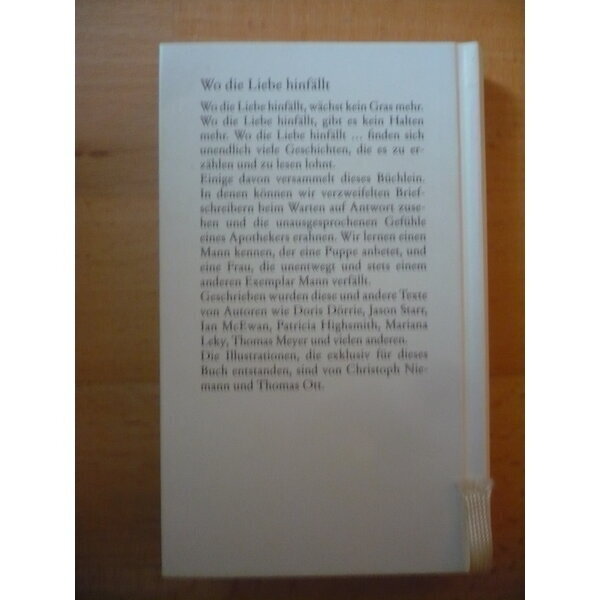 Wo die Liebe hinfällt
Wo die Liebe hinfällt, wächst kein Gras mehr.
Wo die Liebe hinfällt, gibt es kein Halten
mehr. Wo die Liebe hinfällt ... finden sich
unendlich viele Geschichten, die es zu er-
zählen und zu lesen lohnt.
Einige davon versammelt dieses Büchlein.
In denen können wir verzweifelten Brief-
schreibern beim Warten auf Antwort zuse-
hen und die unausgesprochenen Gefühle
eines Apothekers erahnen. Wir lernen einen
Mann kennen, der eine Puppe anbetet, und
eine Frau, die unentwegt und stets einem
anderen Exemplar Mann verfällt.
Geschrieben wurden diese und andere Texte
von Autoren wie Doris Dörrie, Jason Starr,
Ian McEwan, Patricia Highsmith, Mariana
Leky, Thomas Meyer und vielen anderen.
Die Illustrationen, die exklusiv für dieses
Buch entstanden, sind von Christoph Nie-
mann und Thomas Ott.